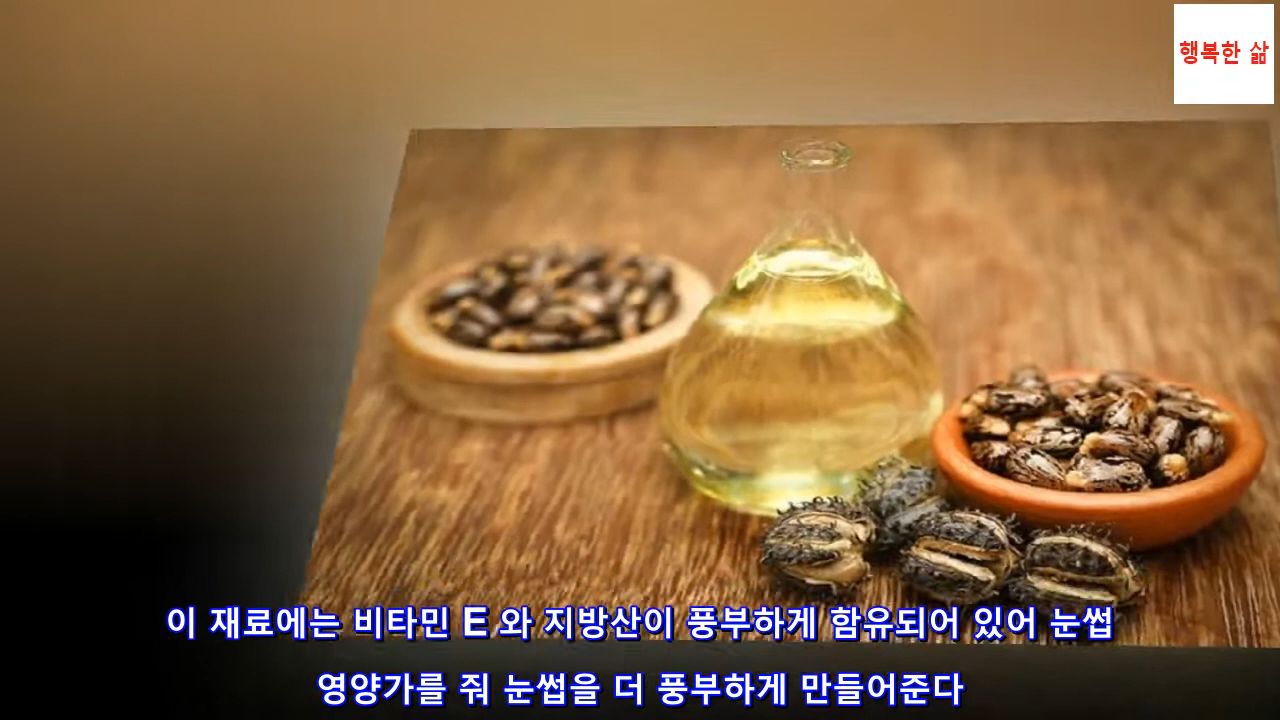 행복한 삶
이 재료에는 비타민 E 와 지방산이 풍부하게 함유되어 있어 눈썹
영양가를 줘 눈썹을 더 풍부하게 만들어준다